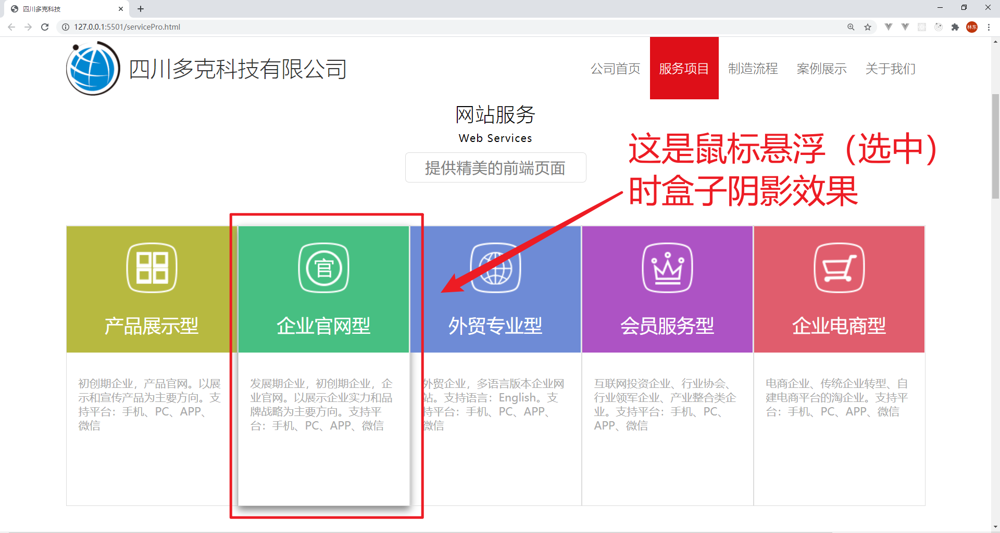 四川多克科技
127.0.0.1:5501/servicePro.html
林东
四川多克科技有限公司
公司首页
服务项目
制造流程
案例展示
关于我们
网站服务
Web Services
提供精美的前端页面
这是鼠标悬浮（选中）
时盒子阴影效果
产品展示型
初创期企业，产品官网。以展
示和宣传产品为主要方向。支
持平台：手机、PC、APP、
微信
官
企业官网型
发展期企业，初创期企业，企
业官网。以展示企业实力和品
牌战略为主要方向。支持平
台：手机、PC、APP、微信
外贸专业型
外贸企业，多语言版本企业网
站。支持语言：English。支
持平台：手机、PC、APP、
微信
会员服务型
互联网投资企业、行业协会、
行业领军企业、产业整合类企
业。支持平台：手机、PC、
APP、微信
企业电商型
电商企业、传统企业转型、自
建电商平台的淘企业。支持平
台：手机、PC、APP、微信